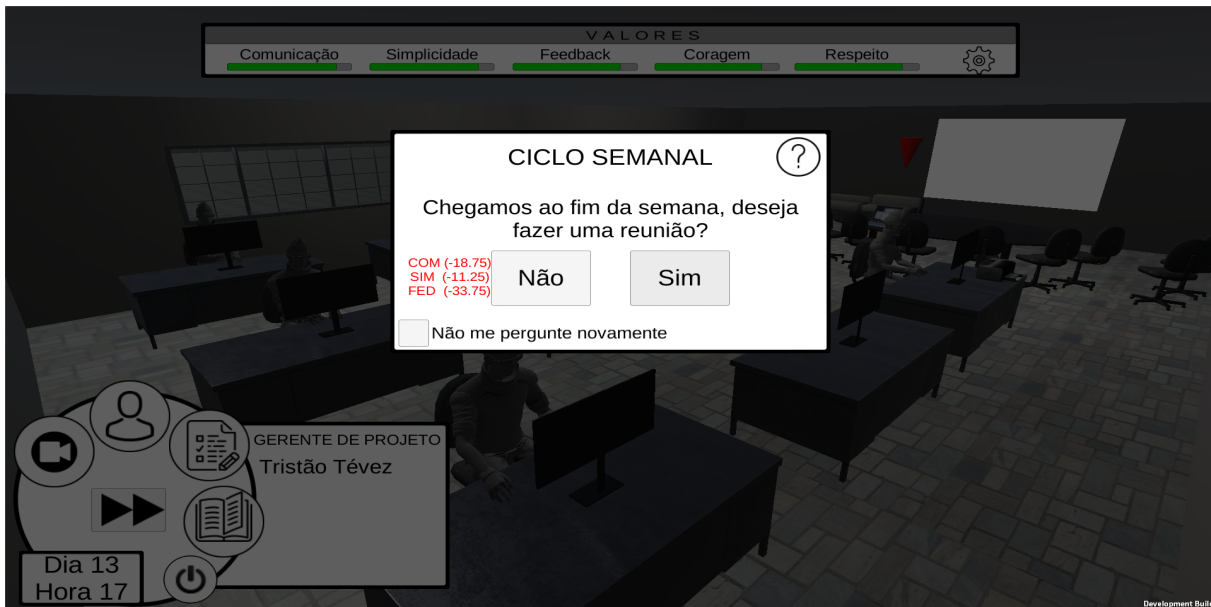 VALORES
Comunicação Simplicidade Feedback Coragem Respeito
CICLO SEMANAL ?
Chegamos ao fim da semana, deseja
fazer uma reunião?
COM (-18.75)
SIM (-11.25)
FED (-33.75)
Não Sim
Não me pergunte novamente
GERENTE DE PROJETO
Tristão Tévez
Dia 13
Hora 17